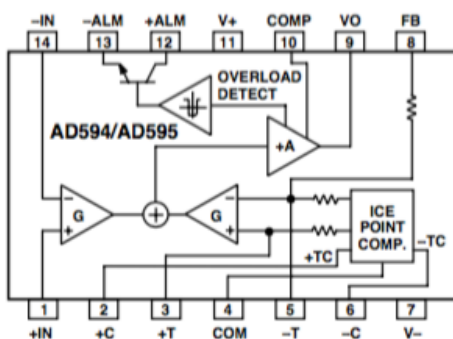 –IN –ALM +ALM V+ COMP VO FB
14 13 12 11 10 9 8
OVERLOAD
DETECT
AD594/AD595
+A
– –
G G
+ +
ICE
POINT
COMP.
–TC
+TC
1 2 3 4 5 6 7
+IN +C +T COM –T –C V–